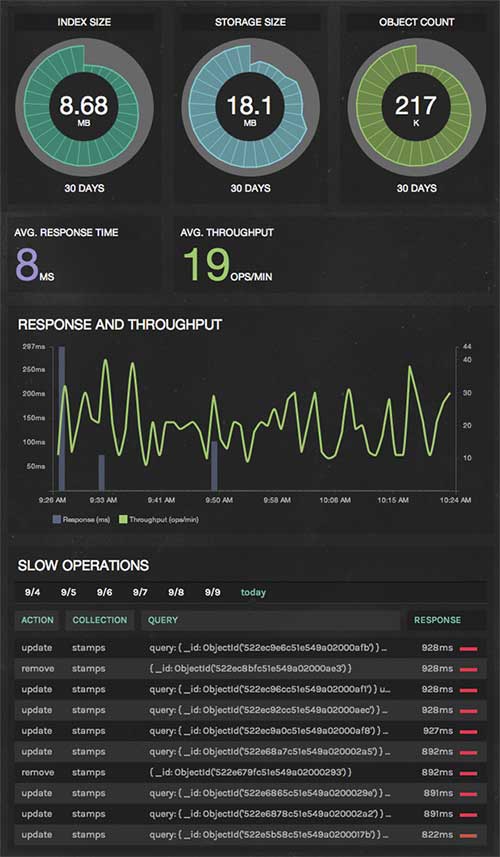 INDEX SIZE STORAGE SIZE OBJECT COUNT
8.68 18.1 217
MB MB K
30 DAYS 30 DAYS 30 DAYS
AVG. RESPONSE TIME AVG. THROUGHPUT
8MS 19OPS/MIN
RESPONSE AND THROUGHPUT
297ms 44
250ms 40
200ms 30
150ms 20
100ms 10
50ms
9:26 AM 9:33 AM 9:41 AM 9:50 AM 9:58 AM 10:08 AM 10:15 AM 10:24 AM
Response (ms) Throughput (ops/min)
SLOW OPERATIONS
9/4 9/5 9/6 9/7 9/8 9/9 today
ACTION COLLECTION QUERY RESPONSE
update stamps query: { _id: ObjectId('522ec9e6c51e549a02000afb') } ... 928ms
remove stamps { _id: ObjectId('522ec8bfc51e549a02000ae3') } 928ms
update stamps query: { _id: ObjectId('522ec96cc51e549a02000af1') } u... 928ms
update stamps query: { _id: ObjectId('522ec92cc51e549a02000aec') } ... 928ms
update stamps query: { _id: ObjectId('522ec9a0c51e549a02000af8') } ... 927ms
update stamps query: { _id: ObjectId('522e68a7c51e549a020002a5') } ... 892ms
remove stamps { _id: ObjectId('522e679fc51e549a02000293') } 892ms
update stamps query: { _id: ObjectId('522e6865c51e549a0200029e') } ... 891ms
update stamps query: { _id: ObjectId('522e6878c51e549a020002a2') } ... 891ms
update stamps query: { _id: ObjectId('522e5b58c51e549a0200017b') } ... 822ms